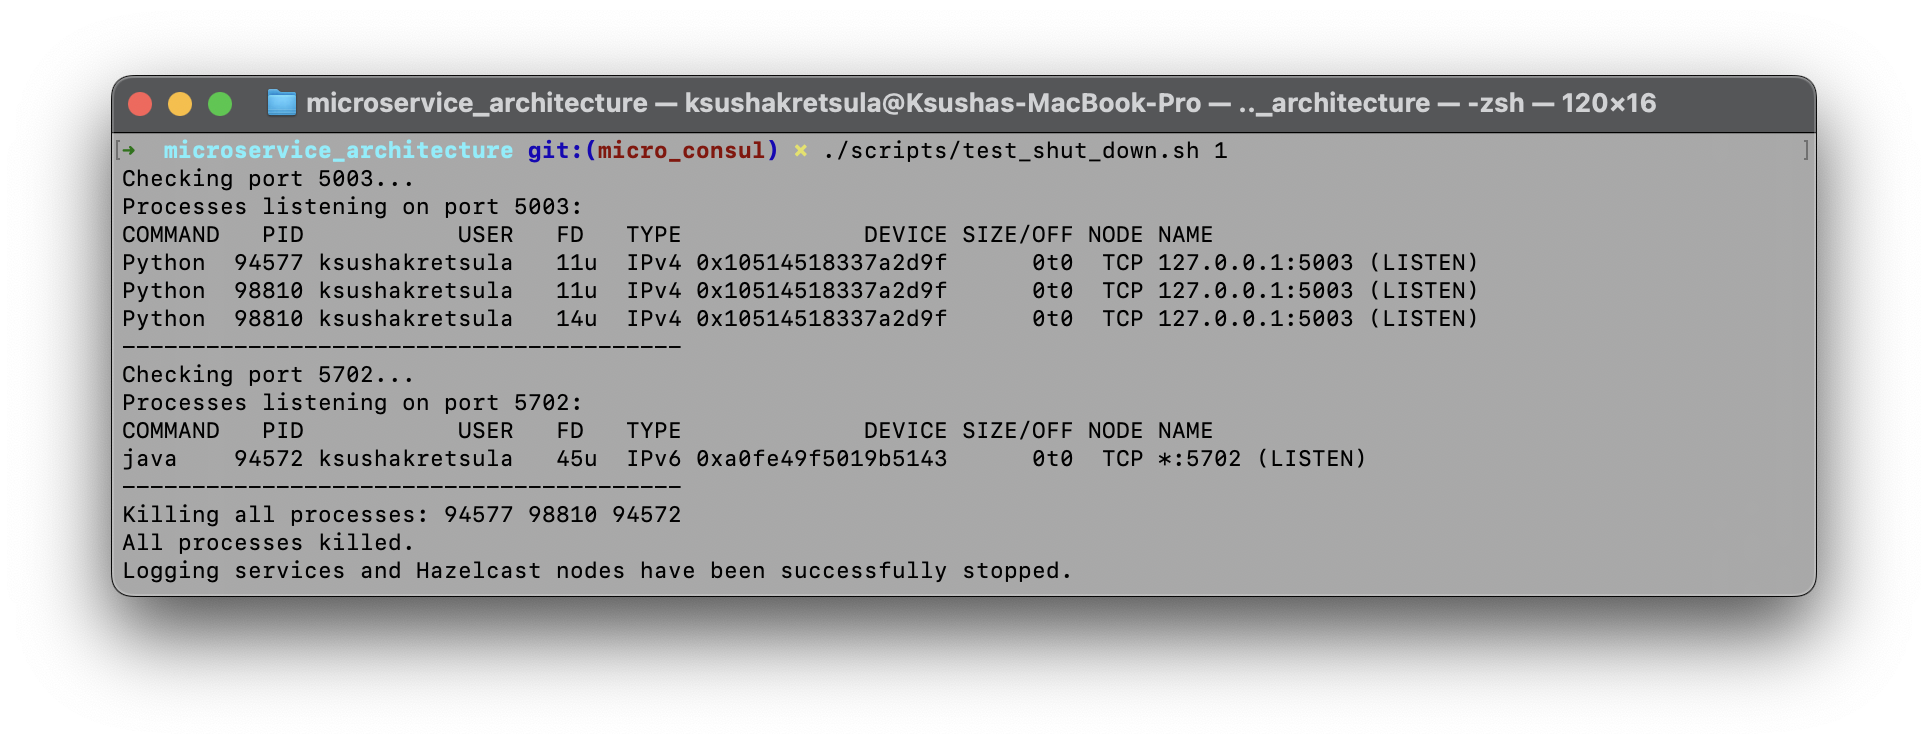 microservice_architecture — ksushakretsula@Ksushas-MacBook-Pro — .._architecture — -zsh — 120×16
[➜  microservice_architecture git:(micro_consul) ✗ ./scripts/test_shut_down.sh 1 ]
Checking port 5003...
Processes listening on port 5003:
COMMAND   PID           USER   FD   TYPE             DEVICE SIZE/OFF NODE NAME
Python  94577 ksushakretsula   11u  IPv4 0x10514518337a2d9f      0t0  TCP 127.0.0.1:5003 (LISTEN)
Python  98810 ksushakretsula   11u  IPv4 0x10514518337a2d9f      0t0  TCP 127.0.0.1:5003 (LISTEN)
Python  98810 ksushakretsula   14u  IPv4 0x10514518337a2d9f      0t0  TCP 127.0.0.1:5003 (LISTEN)
----------------------------------------
Checking port 5702...
Processes listening on port 5702:
COMMAND   PID           USER   FD   TYPE             DEVICE SIZE/OFF NODE NAME
java    94572 ksushakretsula   45u  IPv6 0xa0fe49f5019b5143      0t0  TCP *:5702 (LISTEN)
----------------------------------------
Killing all processes: 94577 98810 94572
All processes killed.
Logging services and Hazelcast nodes have been successfully stopped.